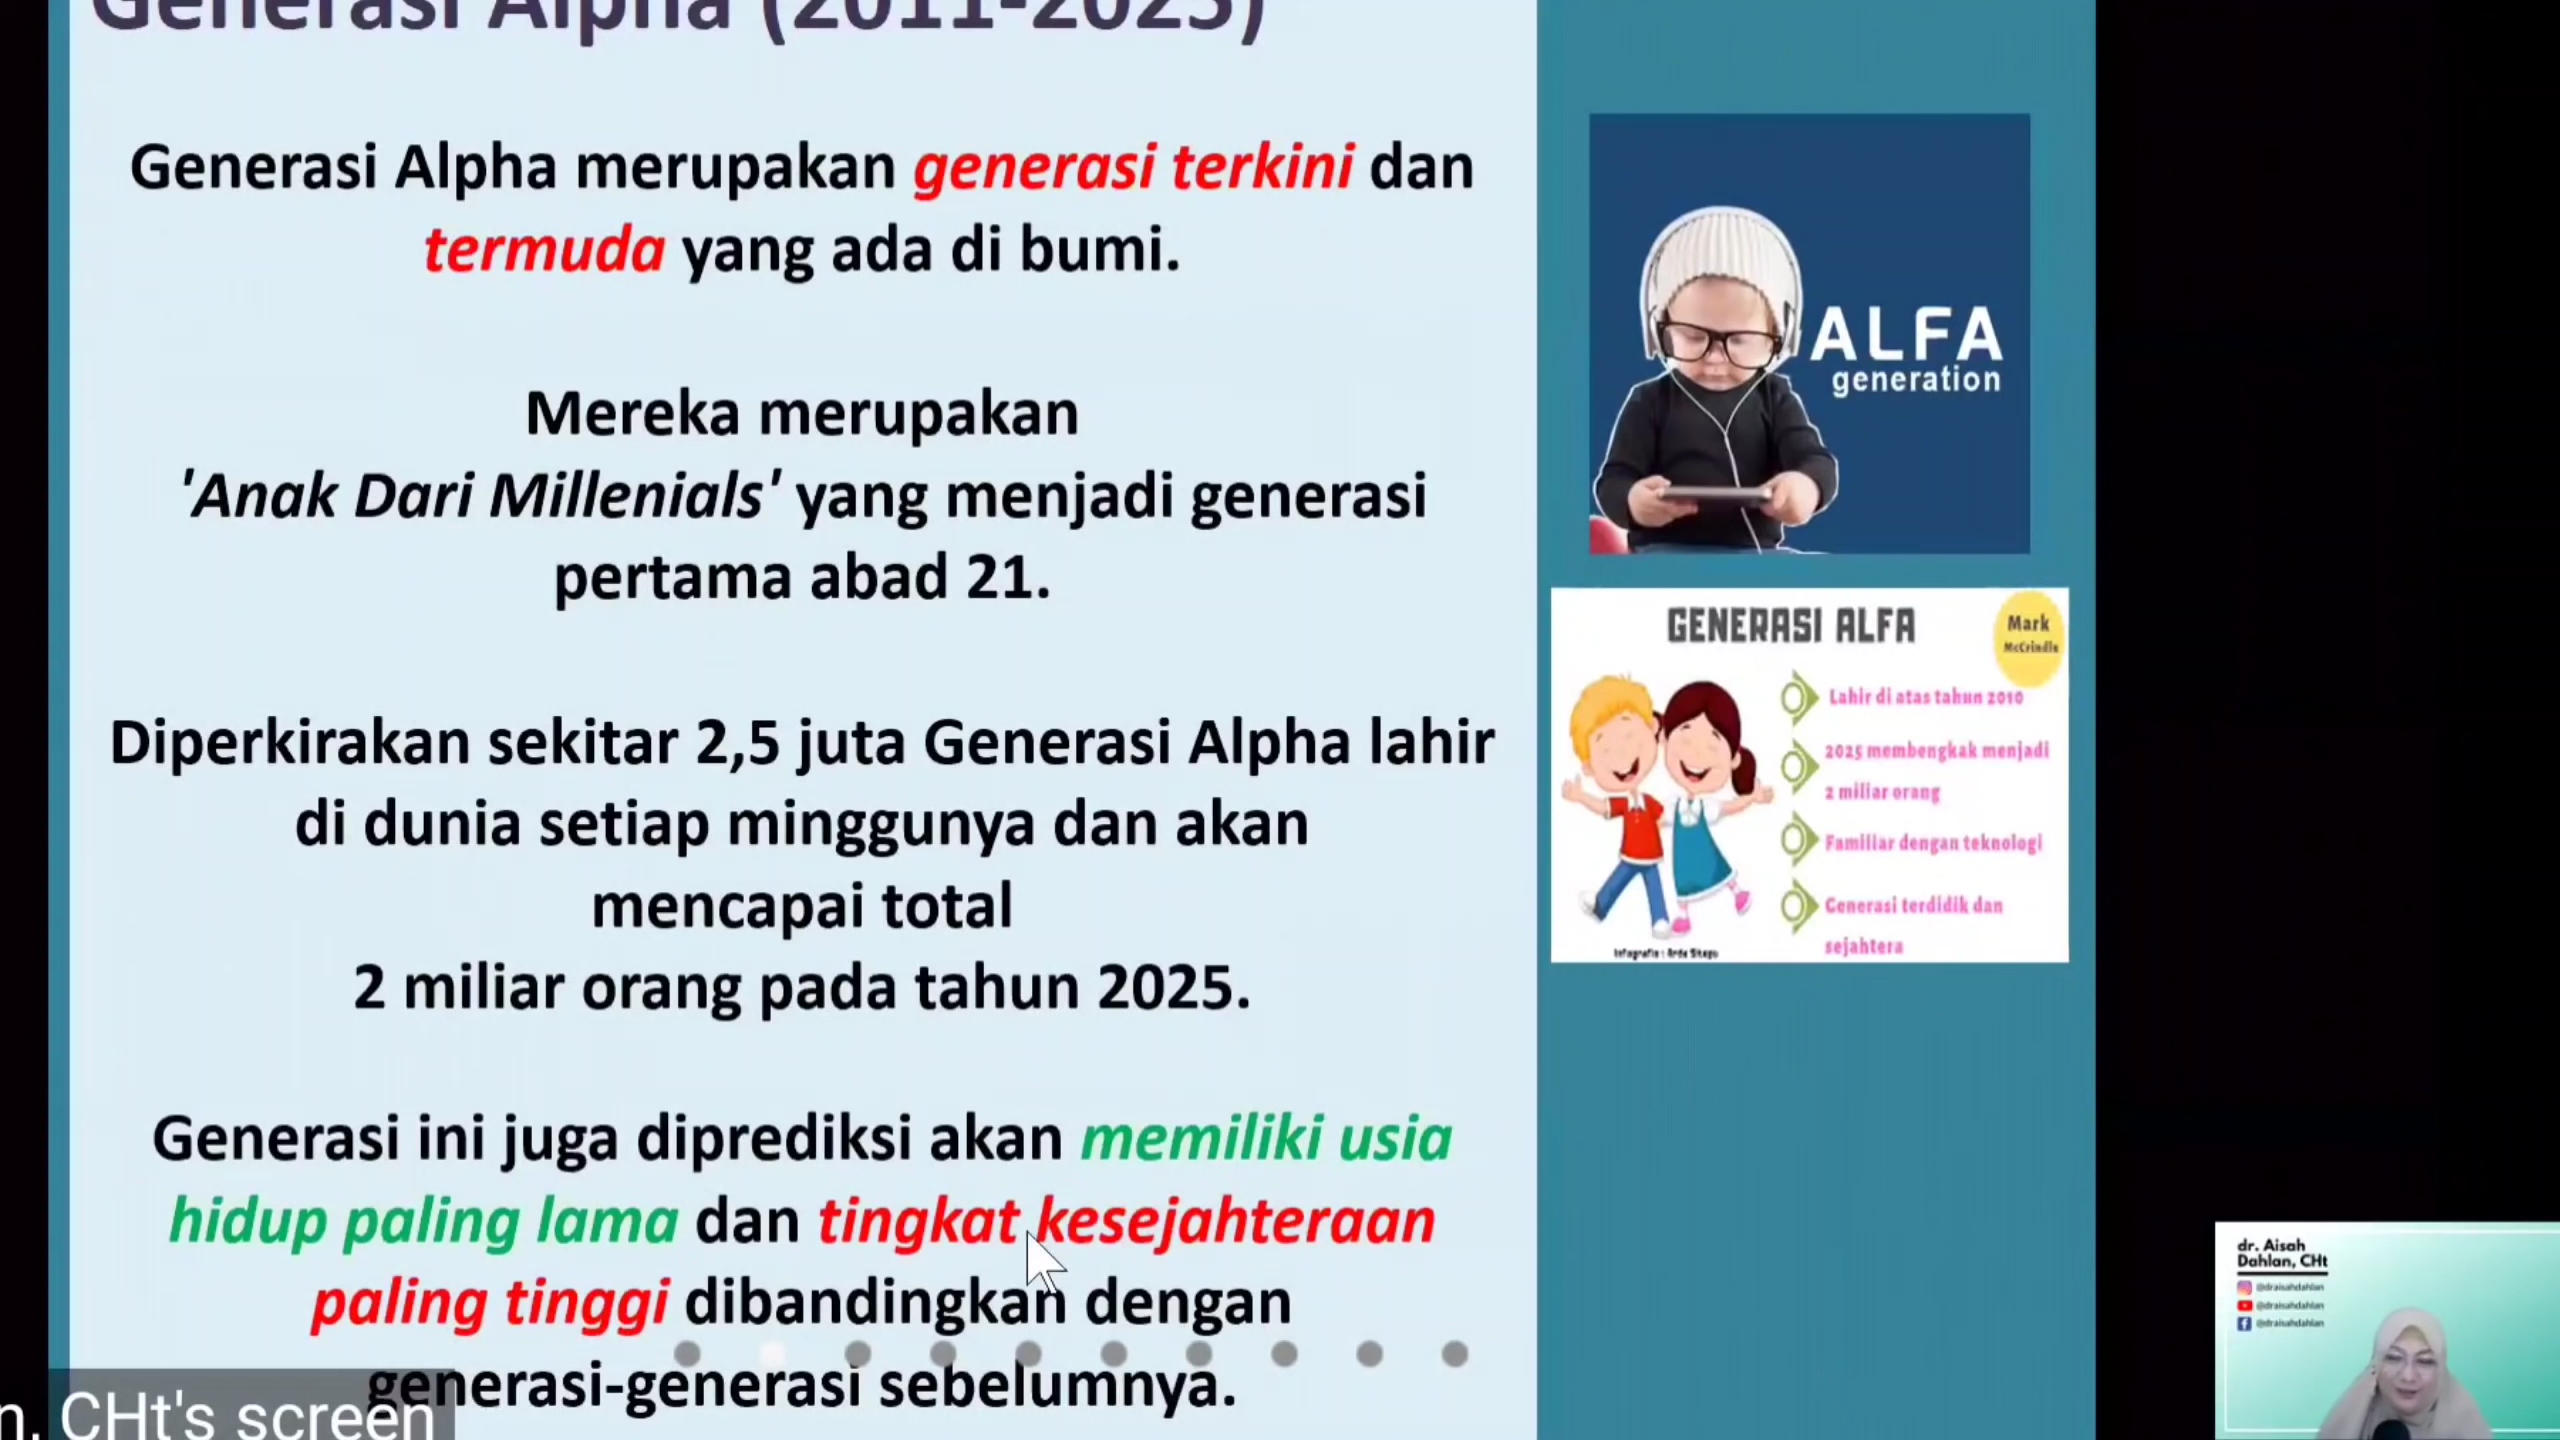 Generasi Alpha (2011-2025)
Generasi Alpha merupakan generasi terkini dan
termuda yang ada di bumi.
Mereka merupakan
'Anak Dari Millenials' yang menjadi generasi
pertama abad 21.
Diperkirakan sekitar 2,5 juta Generasi Alpha lahir
di dunia setiap minggunya dan akan
mencapai total
2 miliar orang pada tahun 2025.
Generasi ini juga diprediksi akan memiliki usia
hidup paling lama dan tingkat kesejahteraan
paling tinggi dibandingkan dengan
generasi-generasi sebelumnya.
ALFA
generation
GENERASI ALFA
Mark
McCrindle
Lahir di atas tahun 2010
2025 membengkak menjadi
2 miliar orang
Familiar dengan teknologi
Generasi terdidik dan
sejahtera
Infografis :
n, CHt's screen
dr. Aisah
Dahlan, CHt
@draisahdahlan
@draisahdahlan
@draisahdahlan